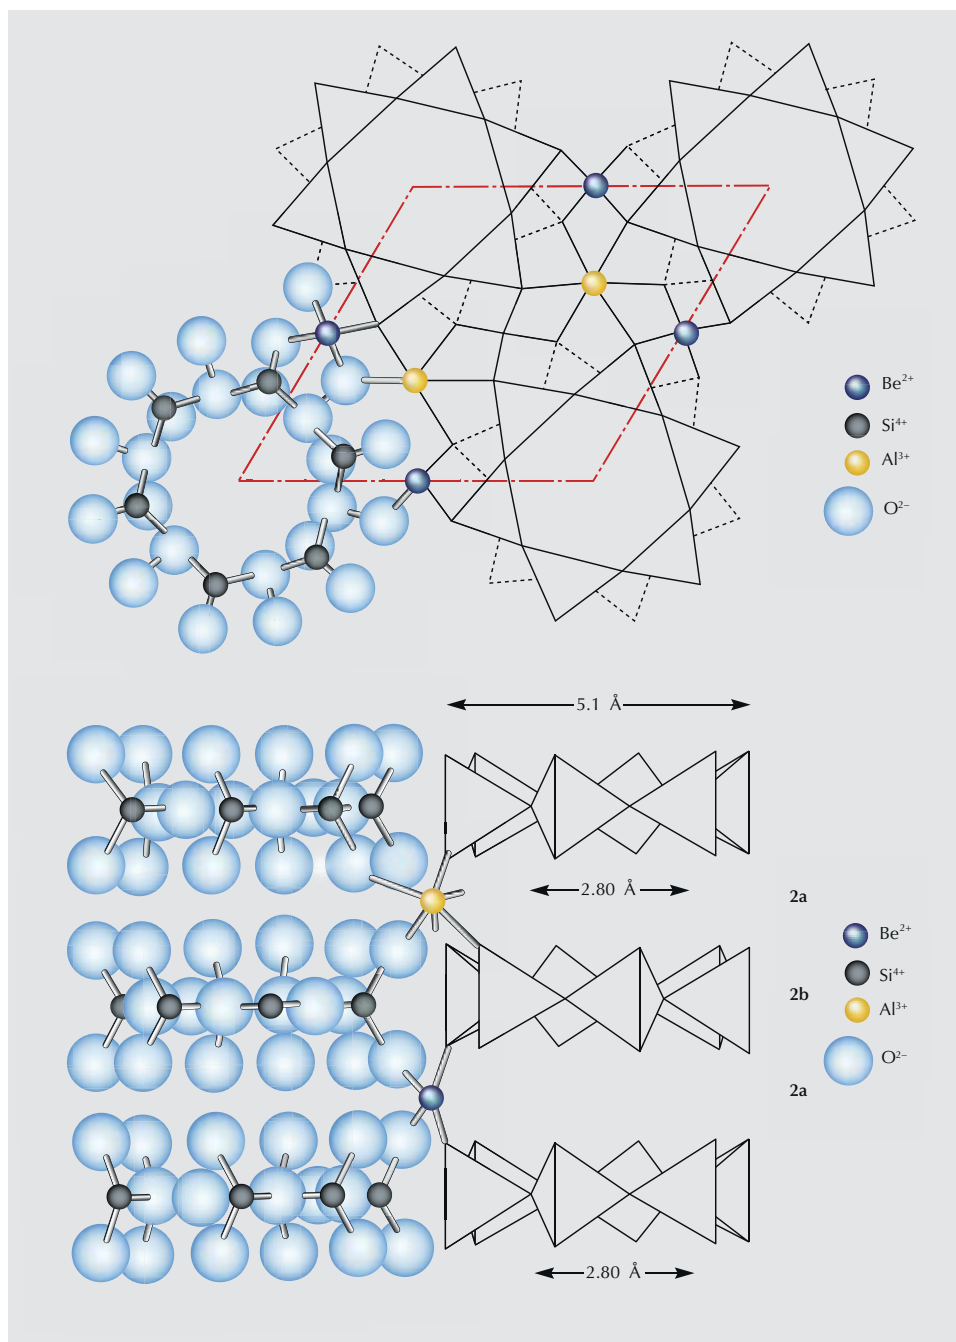 Be²⁺
Si⁴⁺
Al³⁺
O²⁻
5.1 Å
2.80 Å
2a
Be²⁺
Si⁴⁺
2b
Al³⁺
O²⁻
2a
2.80 Å